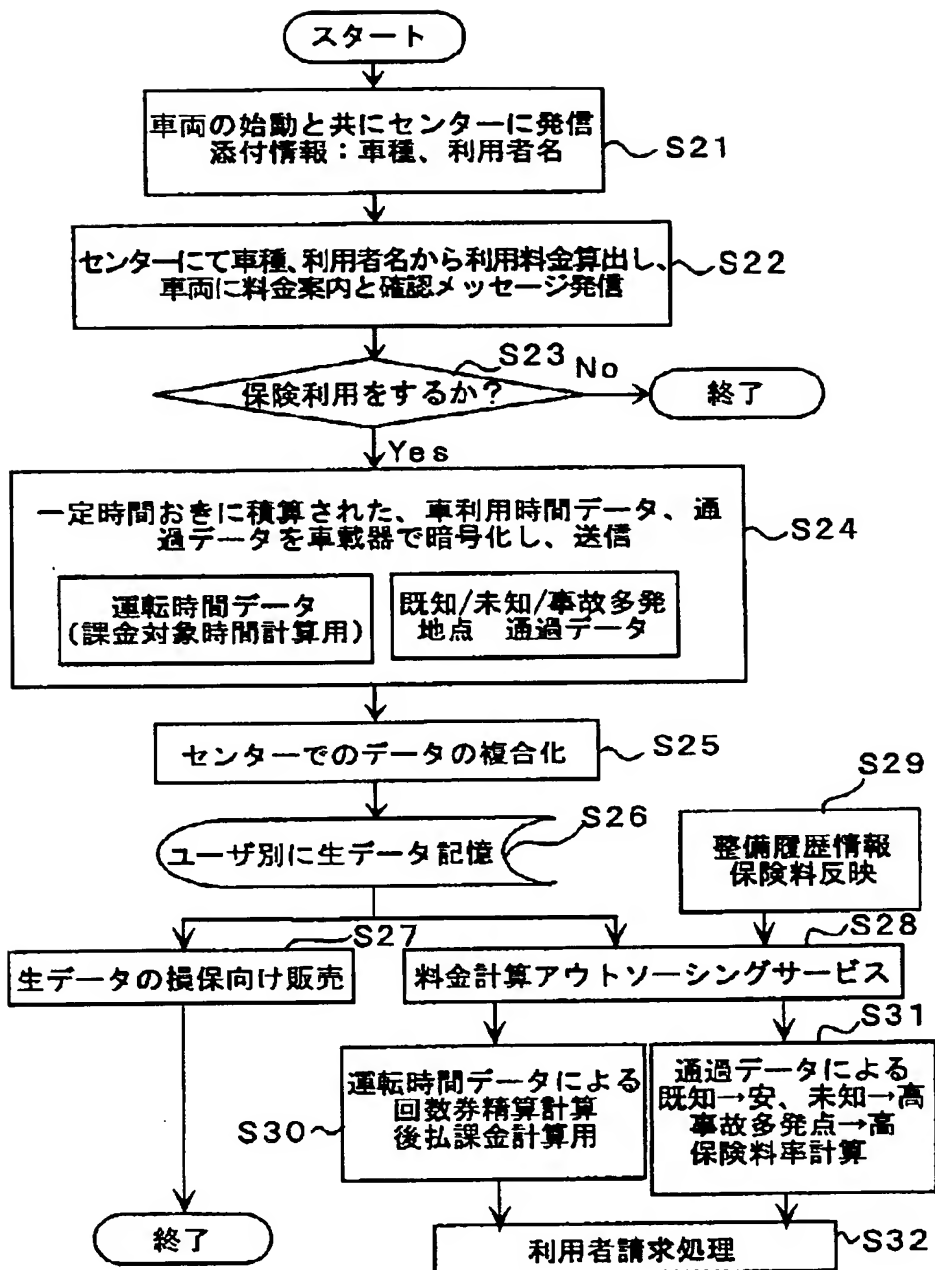 スタート
車両の始動と共にセンターに発信
添付情報：車種、利用者名
S21
センターにて車種、利用者名から利用料金算出し、
車両に料金案内と確認メッセージ発信
S22
S23
保険利用をするか？
No
終了
Yes
一定時間おきに積算された、車利用時間データ、通
過データを車載器で暗号化し、送信
S24
運転時間データ
(課金対象時間計算用)
既知/未知/事故多発
地点　通過データ
センターでのデータの複合化
S25
S29
整備履歴情報
保険料反映
ユーザ別に生データ記憶
S26
S27
生データの損保向け販売
S28
料金計算アウトソーシングサービス
S30
運転時間データによる
回数券精算計算
後払課金計算用
S31
通過データによる
既知→安、未知→高
事故多発点→高
保険料率計算
終了
利用者請求処理
S32